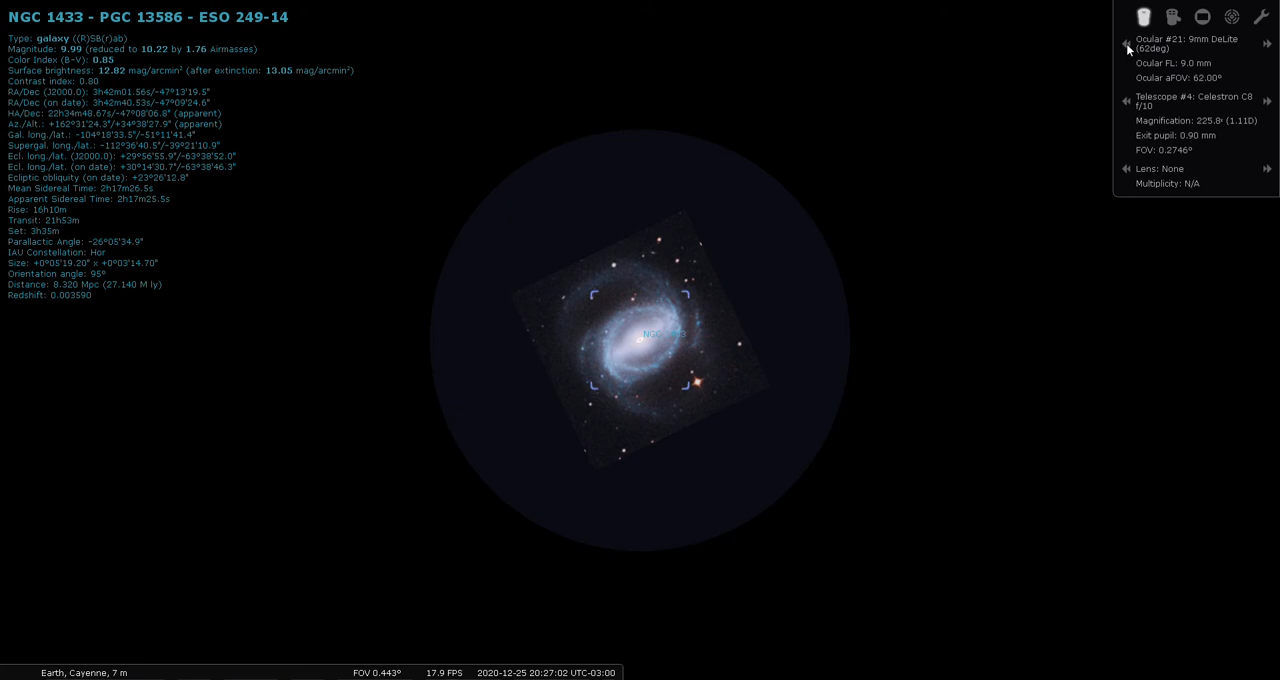 NGC 1433 - PGC 13586 - ESO 249-14
Type: galaxy ((R)SB(r)ab)
Magnitude: 9.99 (reduced to 10.22 by 1.76 Airmasses)
Color Index (B-V): 0.85
Surface brightness: 12.82 mag/arcmin² (after extinction: 13.05 mag/arcmin²)
Contrast index: 0.80
RA/Dec (J2000.0): 3h42m01.56s/-47°13'19.5"
RA/Dec (on date): 3h42m40.53s/-47°09'24.6"
HA/Dec: 22h34m48.67s/-47°08'06.8" (apparent)
Az./Alt.: +162°31'24.3"/+34°38'27.9" (apparent)
Gal. long./lat.: -104°18'33.5"/-51°11'41.4"
Supergal. long./lat.: -112°36'40.5"/-39°21'10.9"
Ecl. long./lat. (J2000.0): +29°56'55.9"/-63°38'52.0"
Ecl. long./lat. (on date): +30°14'30.7"/-63°38'46.3"
Ecliptic obliquity (on date): +23°26'12.8"
Mean Sidereal Time: 2h17m26.5s
Apparent Sidereal Time: 2h17m25.5s
Rise: 16h10m
Transit: 21h53m
Set: 3h35m
Parallactic Angle: -26°05'34.9"
IAU Constellation: Hor
Size: +0°05'19.20" x +0°03'14.70"
Orientation angle: 95°
Distance: 8.320 Mpc (27.140 M ly)
Redshift: 0.003590
Ocular #21: 9mm DeLite
(62deg)
Ocular FL: 9.0 mm
Ocular aFOV: 62.00°
Telescope #4: Celestron C8
f/10
Magnification: 225.8ˣ (1.11D)
Exit pupil: 0.90 mm
FOV: 0.2746°
Lens: None
Multiplicity: N/A
NGC 1433
Earth, Cayenne, 7 m
FOV 0.443°
17.9 FPS
2020-12-25 20:27:02 UTC-03:00